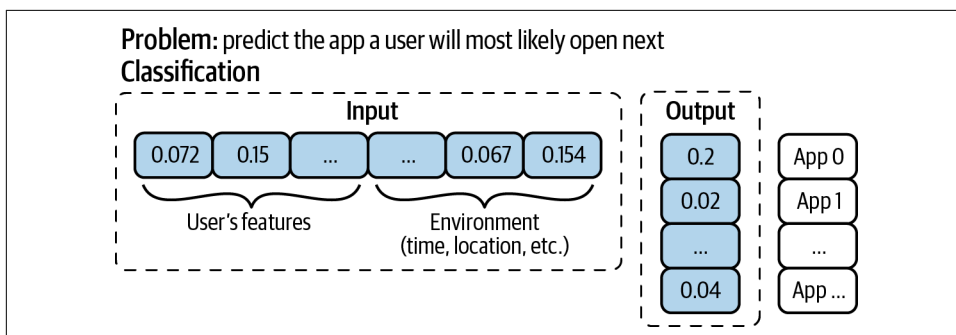 Problem: predict the app a user will most likely open next
Classification
Input
0.072 0.15 ... ... 0.067 0.154
User's features
Environment
(time, location, etc.)
Output
0.2 App 0
0.02 App 1
... ...
0.04 App ...